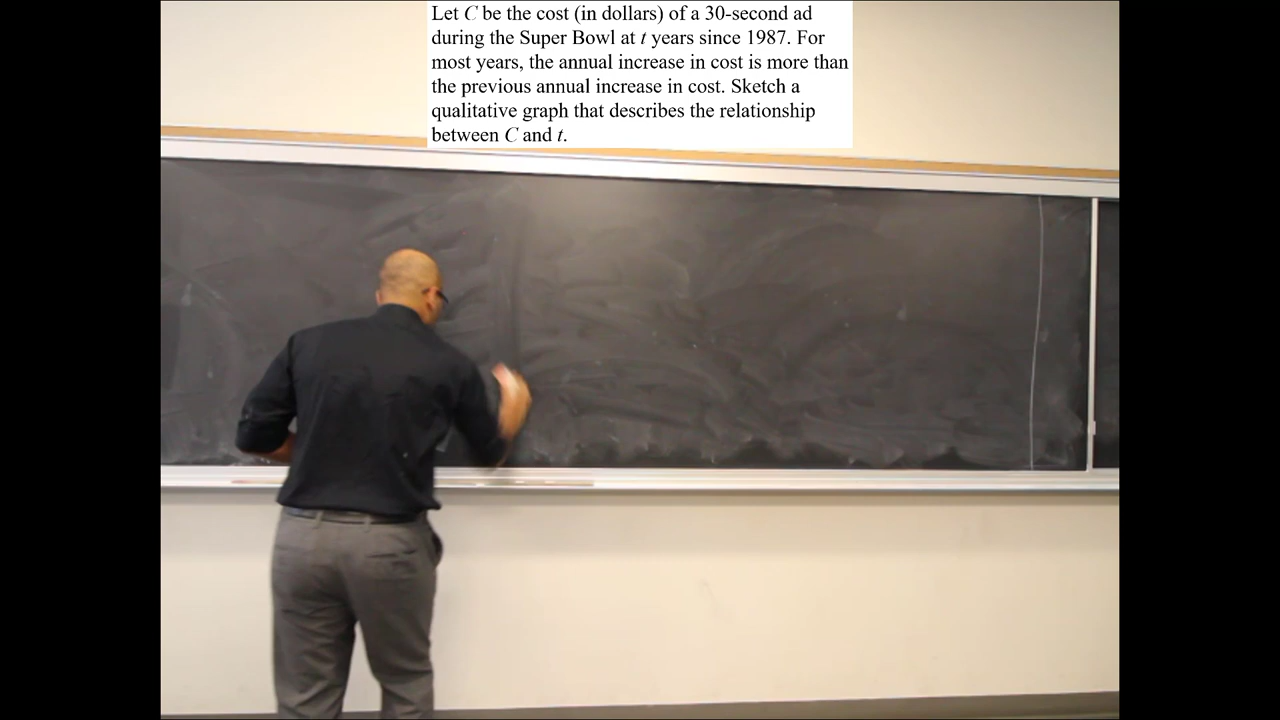 Let C be the cost (in dollars) of a 30-second ad
during the Super Bowl at t years since 1987. For
most years, the annual increase in cost is more than
the previous annual increase in cost. Sketch a
qualitative graph that describes the relationship
between C and t.